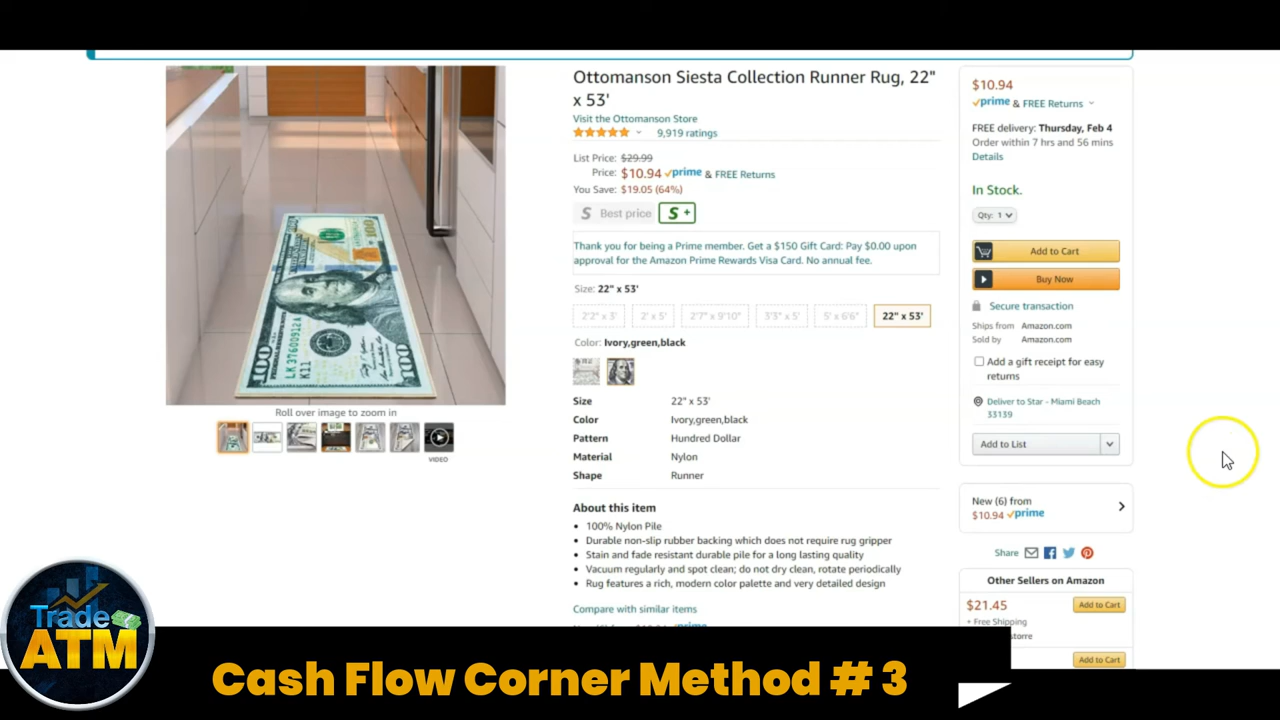 Ottomanson Siesta Collection Runner Rug, 22"
x 53'
Visit the Ottomanson Store
9,919 ratings
List Price: $29.99
Price: $10.94 prime & FREE Returns
You Save: $19.05 (64%)
S Best price S +
Thank you for being a Prime member. Get a $150 Gift Card: Pay $0.00 upon
approval for the Amazon Prime Rewards Visa Card. No annual fee.
Size: 22" x 53'
2'2" x 3' 2' x 5' 2'7" x 9'10" 3'3" x 5' 5' x 6'6" 22" x 53'
Color: Ivory,green,black
Size 22" x 53'
Color Ivory,green,black
Pattern Hundred Dollar
Material Nylon
Shape Runner
About this item
• 100% Nylon Pile
• Durable non-slip rubber backing which does not require rug gripper
• Stain and fade resistant durable pile for a long lasting quality
• Vacuum regularly and spot clean; do not dry clean, rotate periodically
• Rug features a rich, modern color palette and very detailed design
Compare with similar items
100
100
LK37600912A
K11
100
Roll over image to zoom in
VIDEO
$10.94
prime & FREE Returns
FREE delivery: Thursday, Feb 4
Order within 7 hrs and 56 mins
Details
In Stock.
Qty: 1
Add to Cart
Buy Now
Secure transaction
Ships from Amazon.com
Sold by Amazon.com
Add a gift receipt for easy
returns
Deliver to Star - Miami Beach
33139
Add to List
New (6) from
$10.94 prime
Share
Other Sellers on Amazon
$21.45 Add to Cart
+ Free Shipping
Add to Cart
Trade
ATM
Cash Flow Corner Method # 3